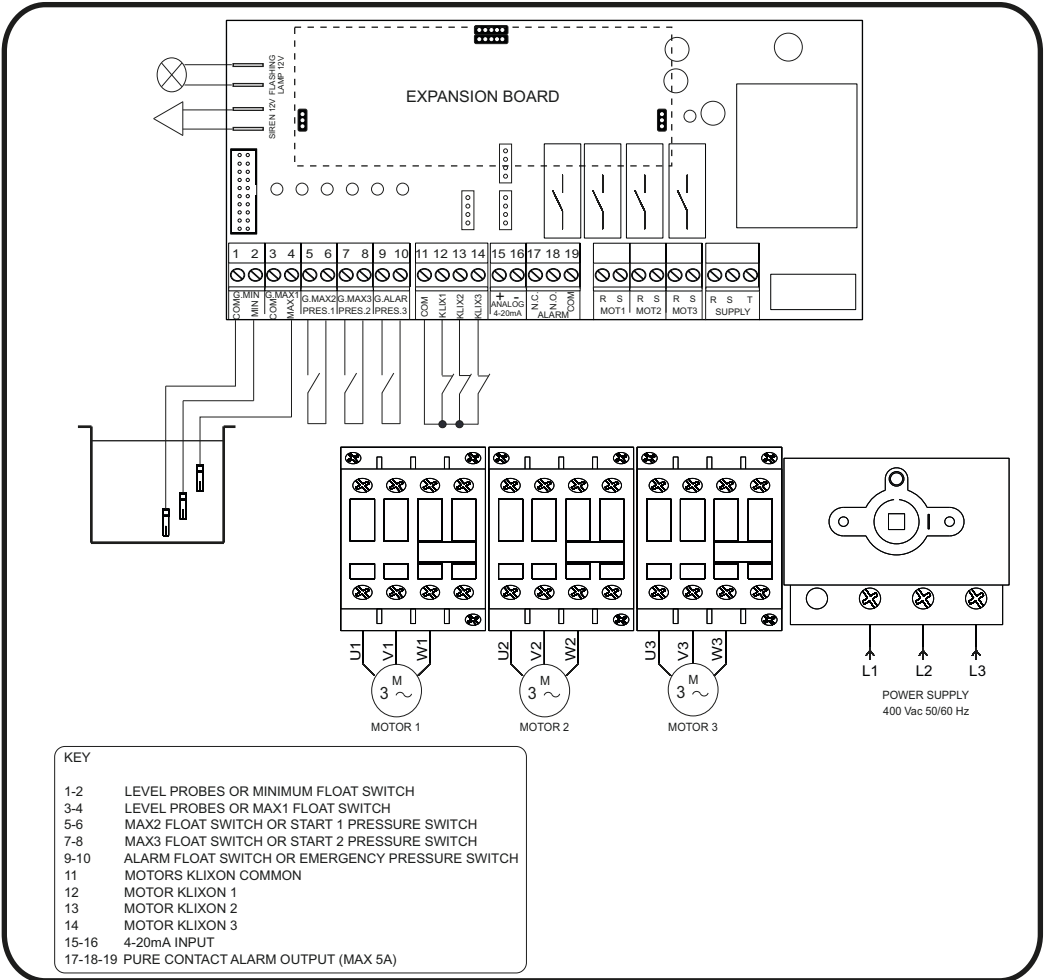 FLASHING
LAMP 12V
SIREN 12V
EXPANSION BOARD
1 2 3 4 5 6 7 8 9 10 11 12 13 14 15 16 17 18 19
G.MIN G.MAX1 G.MAX2 G.MAX3 G.ALAR
COM MIN COM MAX1 PRES.1 PRES.2 PRES.3 COM KLIX1 KLIX2 KLIX3
+ -
ANALOG
4-20mA
N.C. N.O. COM
ALARM
R S R S R S R S T
MOT1 MOT2 MOT3 SUPPLY
U1 V1 W1 U2 V2 W2 U3 V3 W3
M M M
3 3 3
MOTOR 1 MOTOR 2 MOTOR 3
L1 L2 L3
POWER SUPPLY
400 Vac 50/60 Hz
KEY
1-2 LEVEL PROBES OR MINIMUM FLOAT SWITCH
3-4 LEVEL PROBES OR MAX1 FLOAT SWITCH
5-6 MAX2 FLOAT SWITCH OR START 1 PRESSURE SWITCH
7-8 MAX3 FLOAT SWITCH OR START 2 PRESSURE SWITCH
9-10 ALARM FLOAT SWITCH OR EMERGENCY PRESSURE SWITCH
11 MOTORS KLIXON COMMON
12 MOTOR KLIXON 1
13 MOTOR KLIXON 2
14 MOTOR KLIXON 3
15-16 4-20mA INPUT
17-18-19 PURE CONTACT ALARM OUTPUT (MAX 5A)